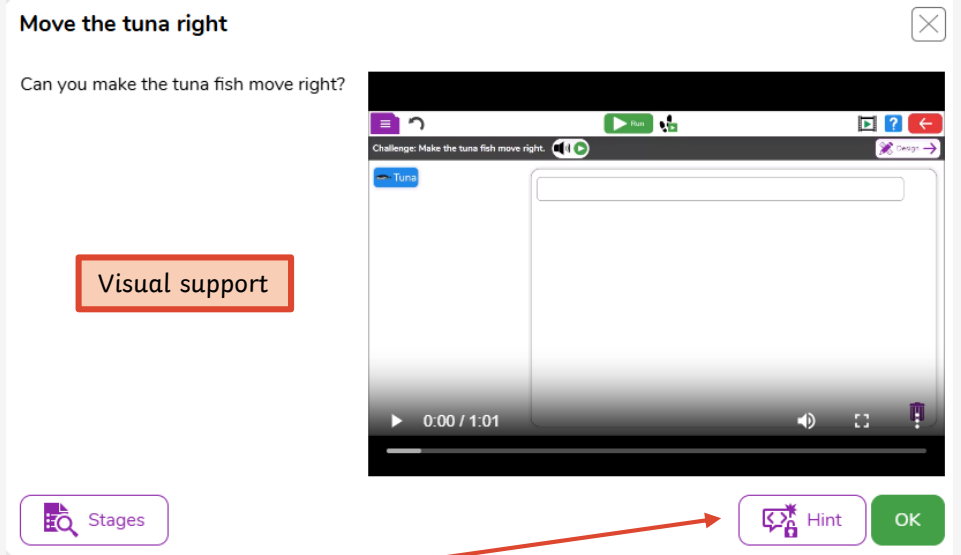 Move the tuna right
Can you make the tuna fish move right?
Run
Challenge: Make the tuna fish move right.
Design
Tuna
Visual support
0:00 / 1:01
Stages
Hint
OK